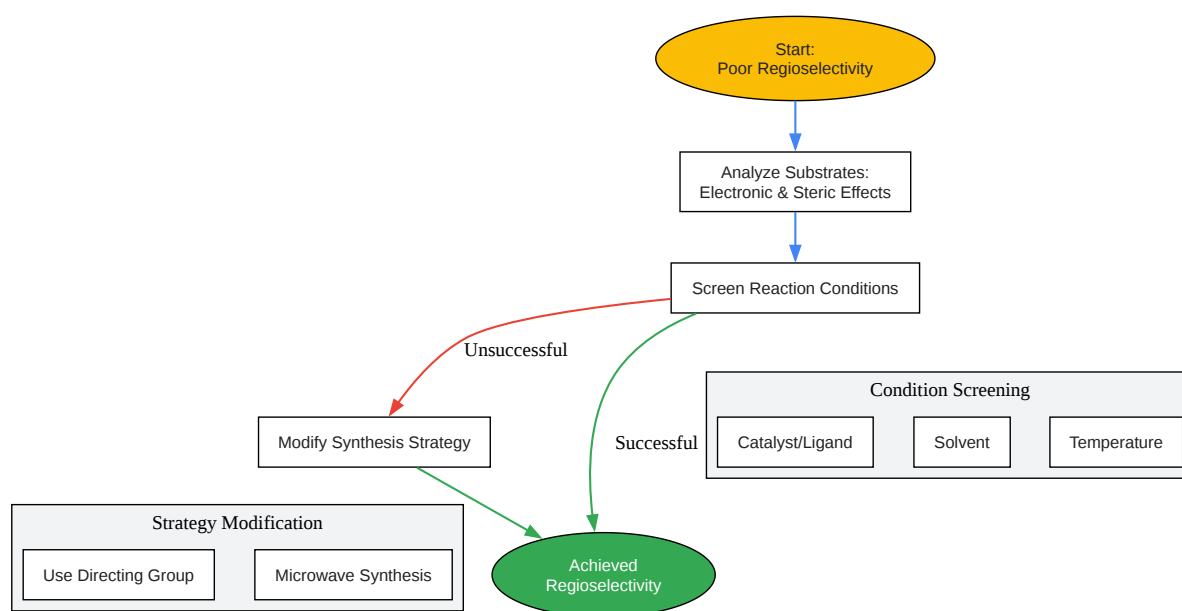 Start:
Poor Regioselectivity
Analyze Substrates:
Electronic & Steric Effects
Screen Reaction Conditions
Unsuccessful
Successful
Condition Screening
Catalyst/Ligand
Solvent
Temperature
Modify Synthesis Strategy
Strategy Modification
Use Directing Group
Microwave Synthesis
Achieved
Regioselectivity